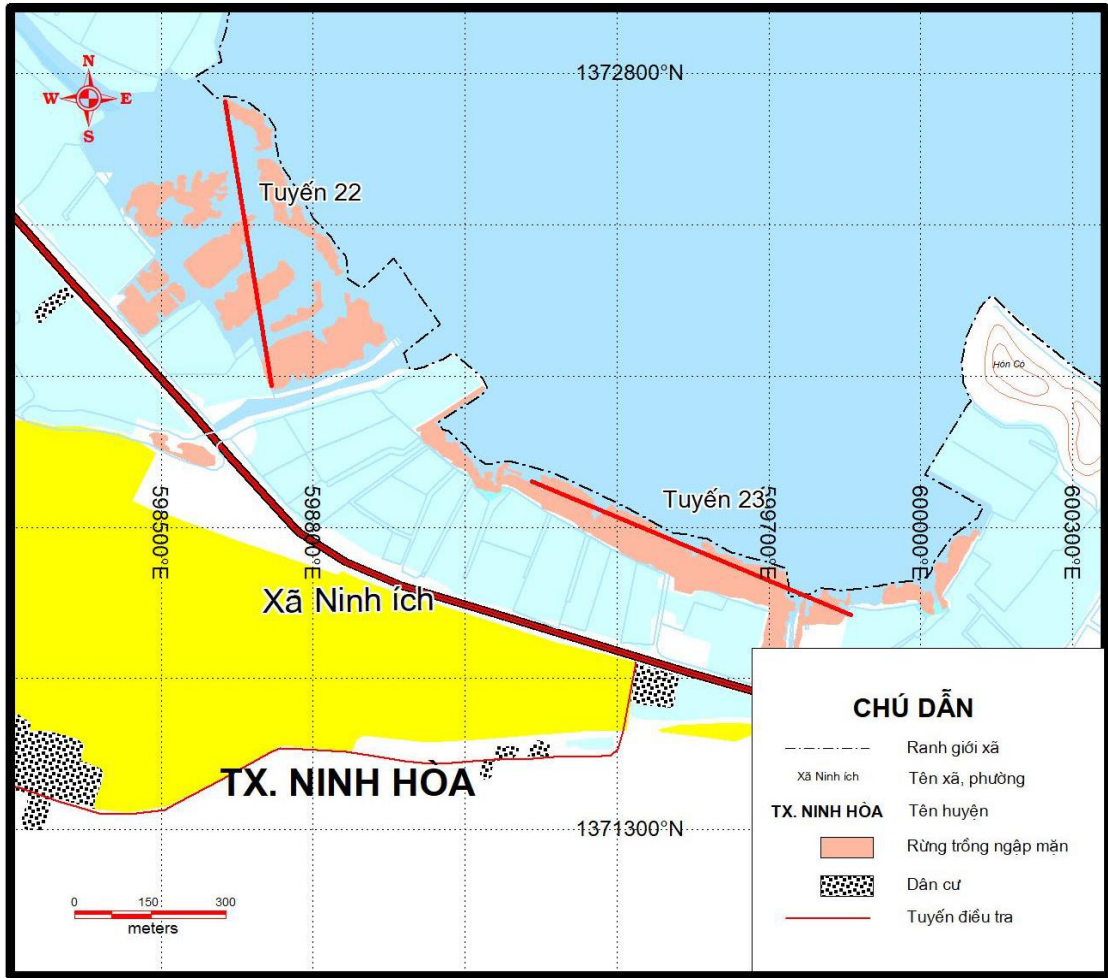 1372800°N
N
W E
S
Tuyến 22
Hòn Cò
Tuyến 23
598500°E
598800°E
599700°E
600000°E
600300°E
Xã Ninh ích
TX. NINH HÒA
1371300°N
0 150 300
meters
CHÚ DẪN
Ranh giới xã
Xã Ninh ích Tên xã, phường
TX. NINH HÒA Tên huyện
Rừng trồng ngập mặn
Dân cư
Tuyến điều tra